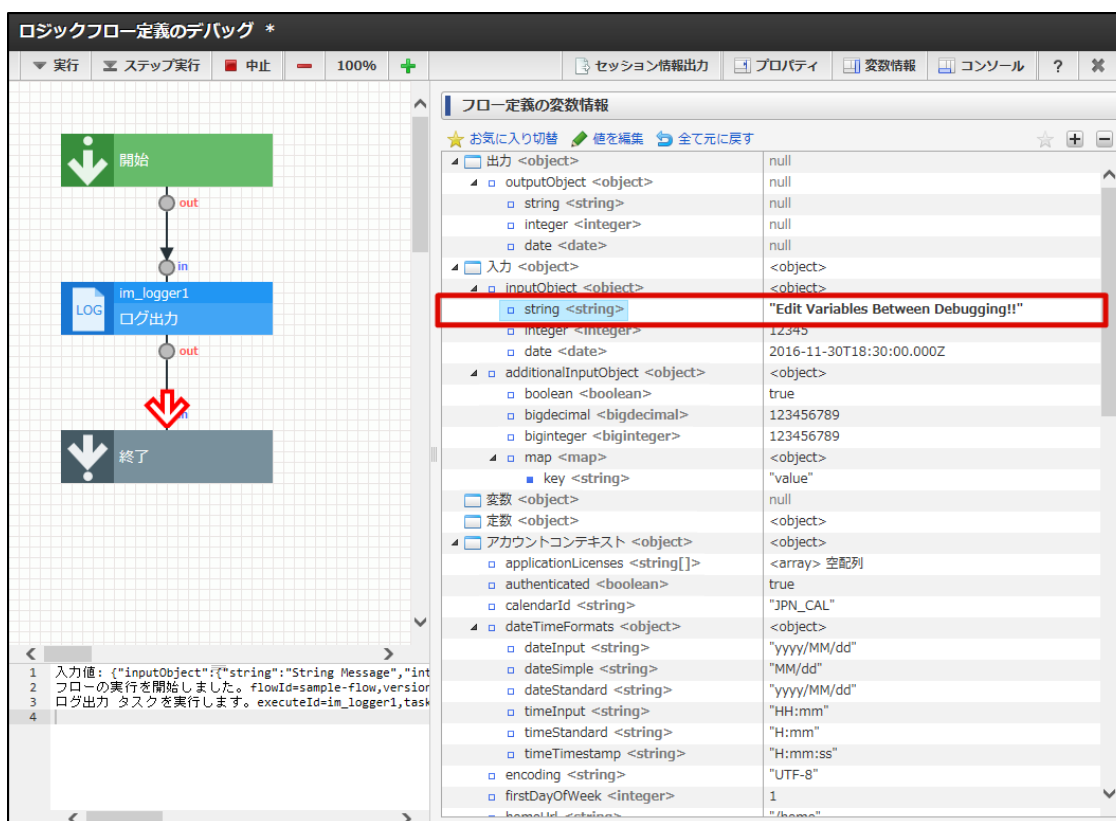 ロジックフロー定義のデバッグ *
実行 ステップ実行 中止 100% セッション情報出力 プロパティ 変数情報 コンソール ?
開始
out
in
im_logger1
LOG
ログ出力
out
終了
フロー定義の変数情報
お気に入り切替 値を編集 全て元に戻す
出力 <object> null
outputObject <object> null
string <string> null
integer <integer> null
date <date> null
入力 <object> <object>
inputObject <object> <object>
string <string> "Edit Variables Between Debugging!!"
integer <integer> 12345
date <date> 2016-11-30T18:30:00.000Z
additionalInputObject <object> <object>
boolean <boolean> true
bigdecimal <bigdecimal> 123456789
biginteger <biginteger> 123456789
map <map> <object>
key <string> "value"
変数 <object> null
定数 <object> <object>
アカウントコンテキスト <object> <object>
applicationLicenses <string[]> <array> 空配列
authenticated <boolean> true
calendarId <string> "JPN_CAL"
dateTimeFormats <object> <object>
dateInput <string> "yyyy/MM/dd"
dateSimple <string> "MM/dd"
dateStandard <string> "yyyy/MM/dd"
timeInput <string> "HH:mm"
timeStandard <string> "H:mm"
timeTimestamp <string> "H:mm:ss"
encoding <string> "UTF-8"
firstDayOfWeek <integer> 1
homeUrl <string> "/home"
1 入力値: {"inputObject":{"string":"String Message","int
2 フローの実行を開始しました。flowId=sample-flow,version
3 ログ出力 タスクを実行します。executeId=im_logger1,task
4